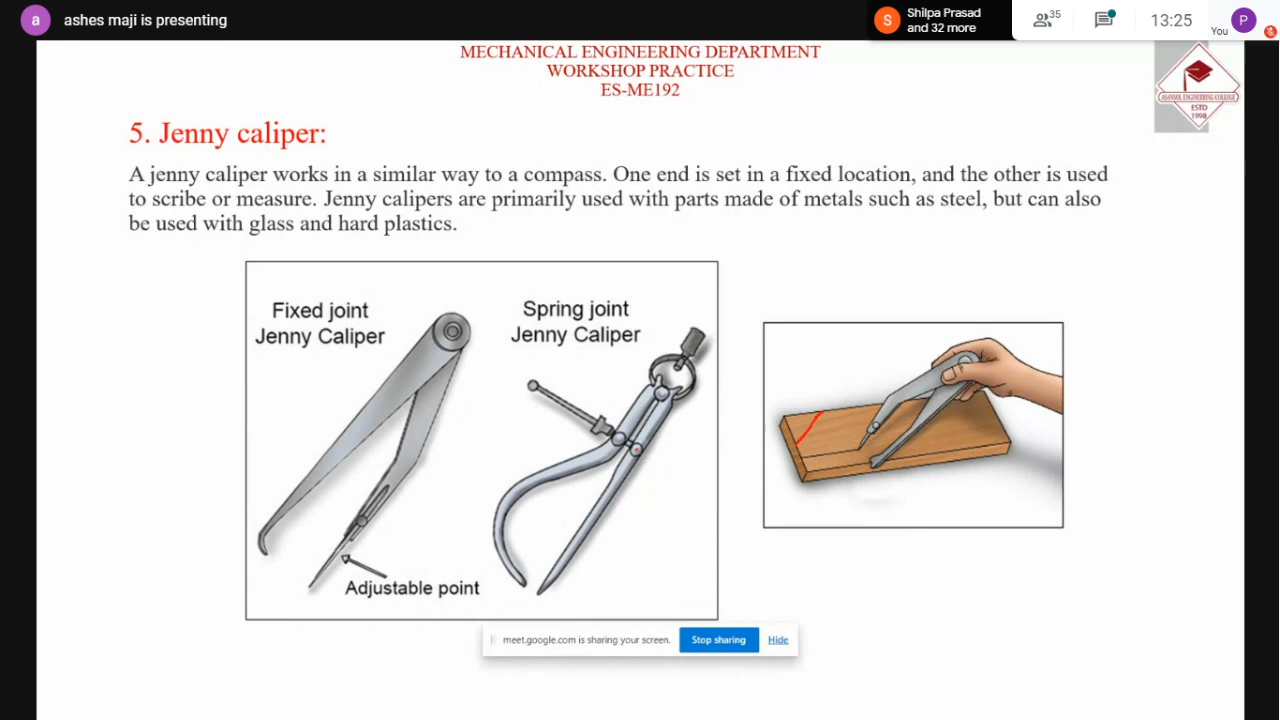 a
ashes maji is presenting
S
Shilpa Prasad
and 32 more
35
13:25
You
P
MECHANICAL ENGINEERING DEPARTMENT
WORKSHOP PRACTICE
ES-ME192
ASANSOL ENGINEERING COLLEGE
ESTD
1998
5. Jenny caliper:
A jenny caliper works in a similar way to a compass. One end is set in a fixed location, and the other is used
to scribe or measure. Jenny calipers are primarily used with parts made of metals such as steel, but can also
be used with glass and hard plastics.
Fixed joint
Jenny Caliper
Spring joint
Jenny Caliper
Adjustable point
meet.google.com is sharing your screen.
Stop sharing
Hide